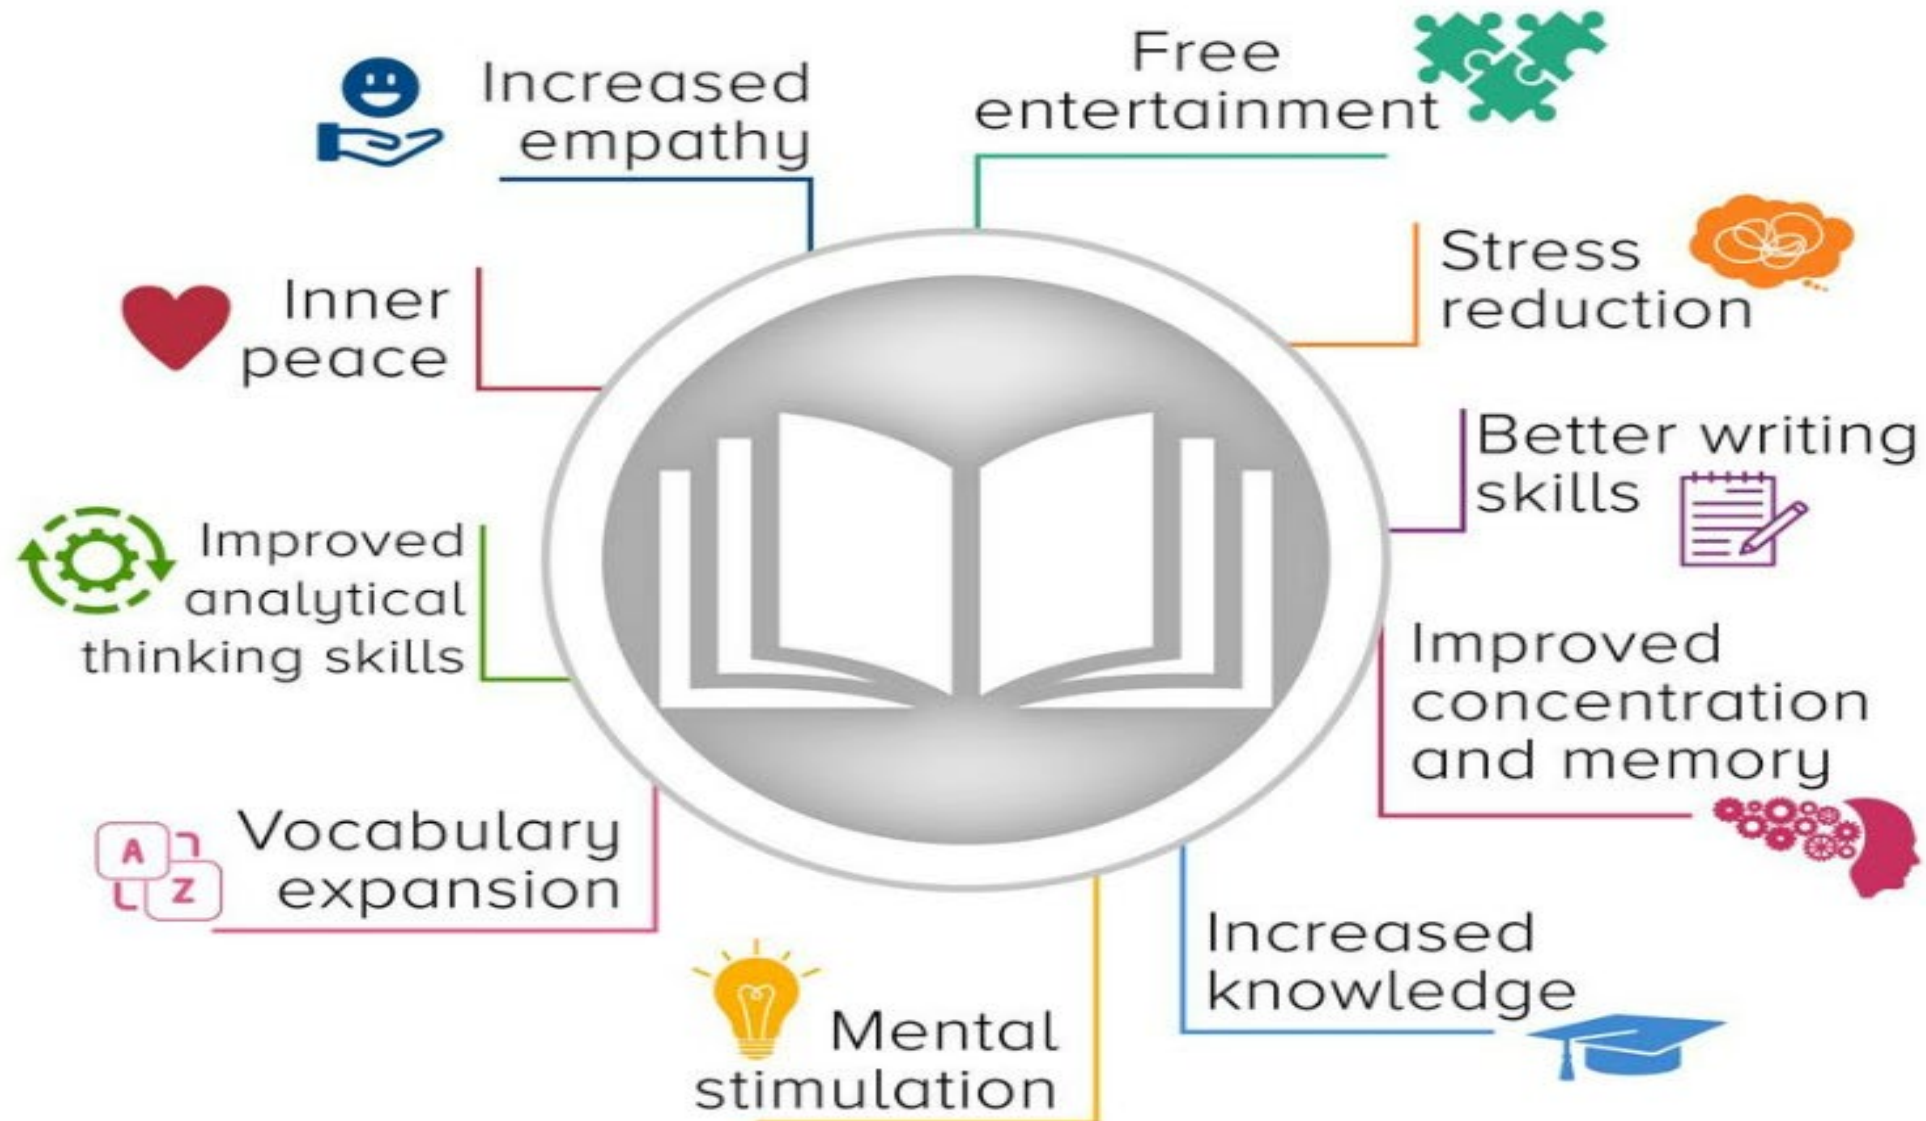 Free
entertainment
Stress
reduction
Better writing
skills
Improved
concentration
and memory
Increased
knowledge
Mental
stimulation
Vocabulary
expansion
A
Z
Improved
analytical
thinking skills
Inner
peace
Increased
empathy